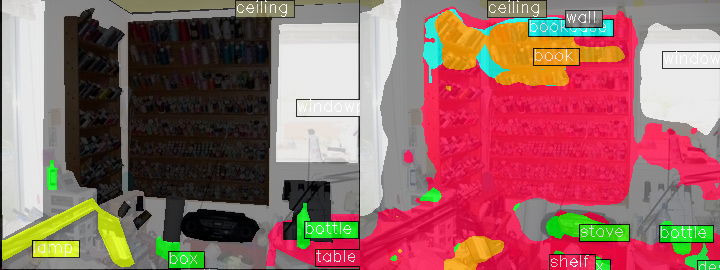 ceiling
window
lamp
box
bottle
table
ceiling
wall
bookcase
book
window
stove
bottle
shelf